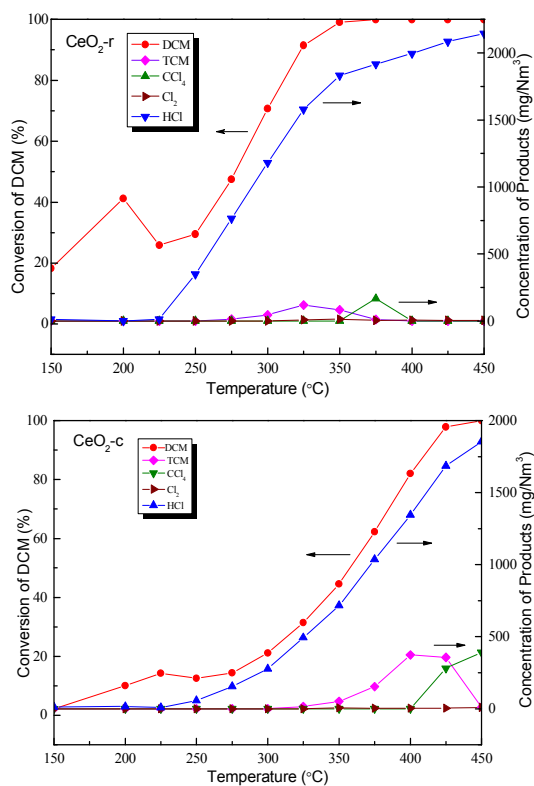 CeO2-r
DCM
TCM
CCl4
Cl2
HCl
Conversion of DCM (%)
100
80
60
40
20
0
Concentration of Products (mg/Nm3)
2000
1500
1000
500
0
150 200 250 300 350 400 450
Temperature (°C)
CeO2-c
DCM
TCM
CCl4
Cl2
HCl
Conversion of DCM (%)
100
80
60
40
20
0
Concentration of Products (mg/Nm3)
2000
1500
1000
500
0
150 200 250 300 350 400 450
Temperature (°C)